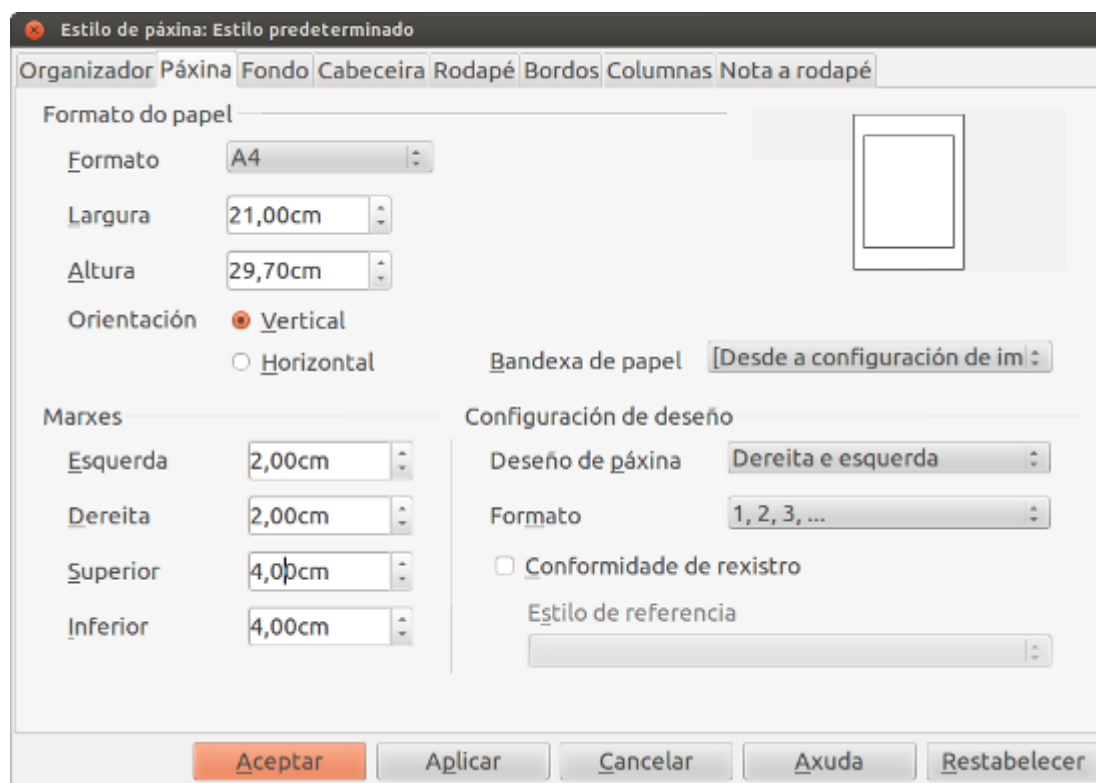 Estilo de páxina: Estilo predeterminado
Organizador Páxina Fondo Cabeceira Rodapé Bordos Columnas Nota a rodapé
Formato do papel
Formato A4
Largura 21,00cm
Altura 29,70cm
Orientación Vertical
Horizontal
Bandexa de papel [Desde a configuración de im
Marxes
Esquerda 2,00cm
Dereita 2,00cm
Superior 4,00cm
Inferior 4,00cm
Configuración de deseño
Deseño de páxina Dereita e esquerda
Formato 1, 2, 3, ...
Conformidade de rexistro
Estilo de referencia
Aceptar Aplicar Cancelar Axuda Restabelecer